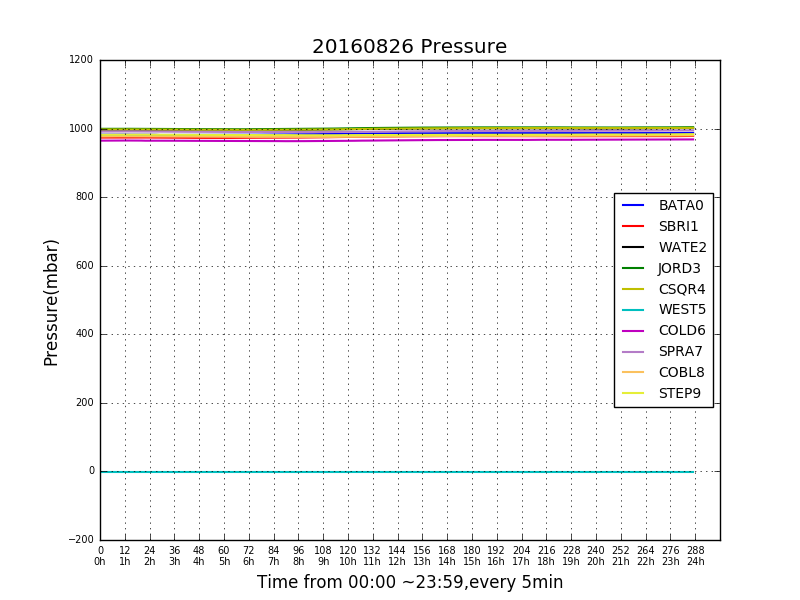 20160826 Pressure
Pressure(mbar)
1200
1000
800
600
400
200
0
−200
0 12 24 36 48 60 72 84 96 108 120 132 144 156 168 180 192 204 216 228 240 252 264 276 288
0h 1h 2h 3h 4h 5h 6h 7h 8h 9h 10h 11h 12h 13h 14h 15h 16h 17h 18h 19h 20h 21h 22h 23h 24h
Time from 00:00 ~23:59,every 5min
BATA0
SBRI1
WATE2
JORD3
CSQR4
WEST5
COLD6
SPRA7
COBL8
STEP9